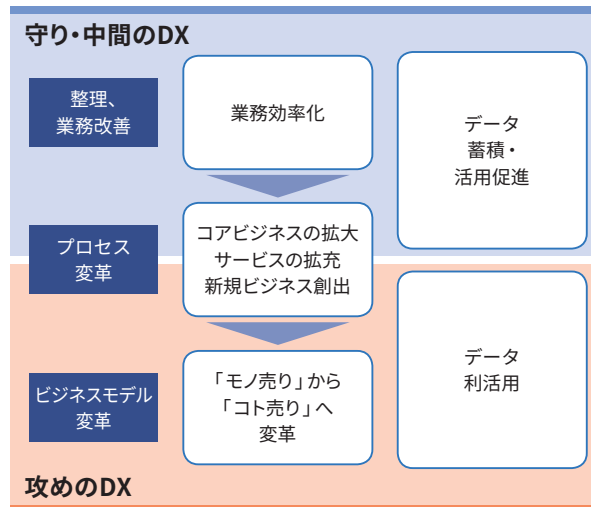 守り・中間のDX
整理、
業務改善
業務効率化
データ
蓄積・
活用促進
プロセス
変革
コアビジネスの拡大
サービスの拡充
新規ビジネス創出
ビジネスモデル
変革
「モノ売り」から
「コト売り」へ
変革
データ
利活用
攻めのDX